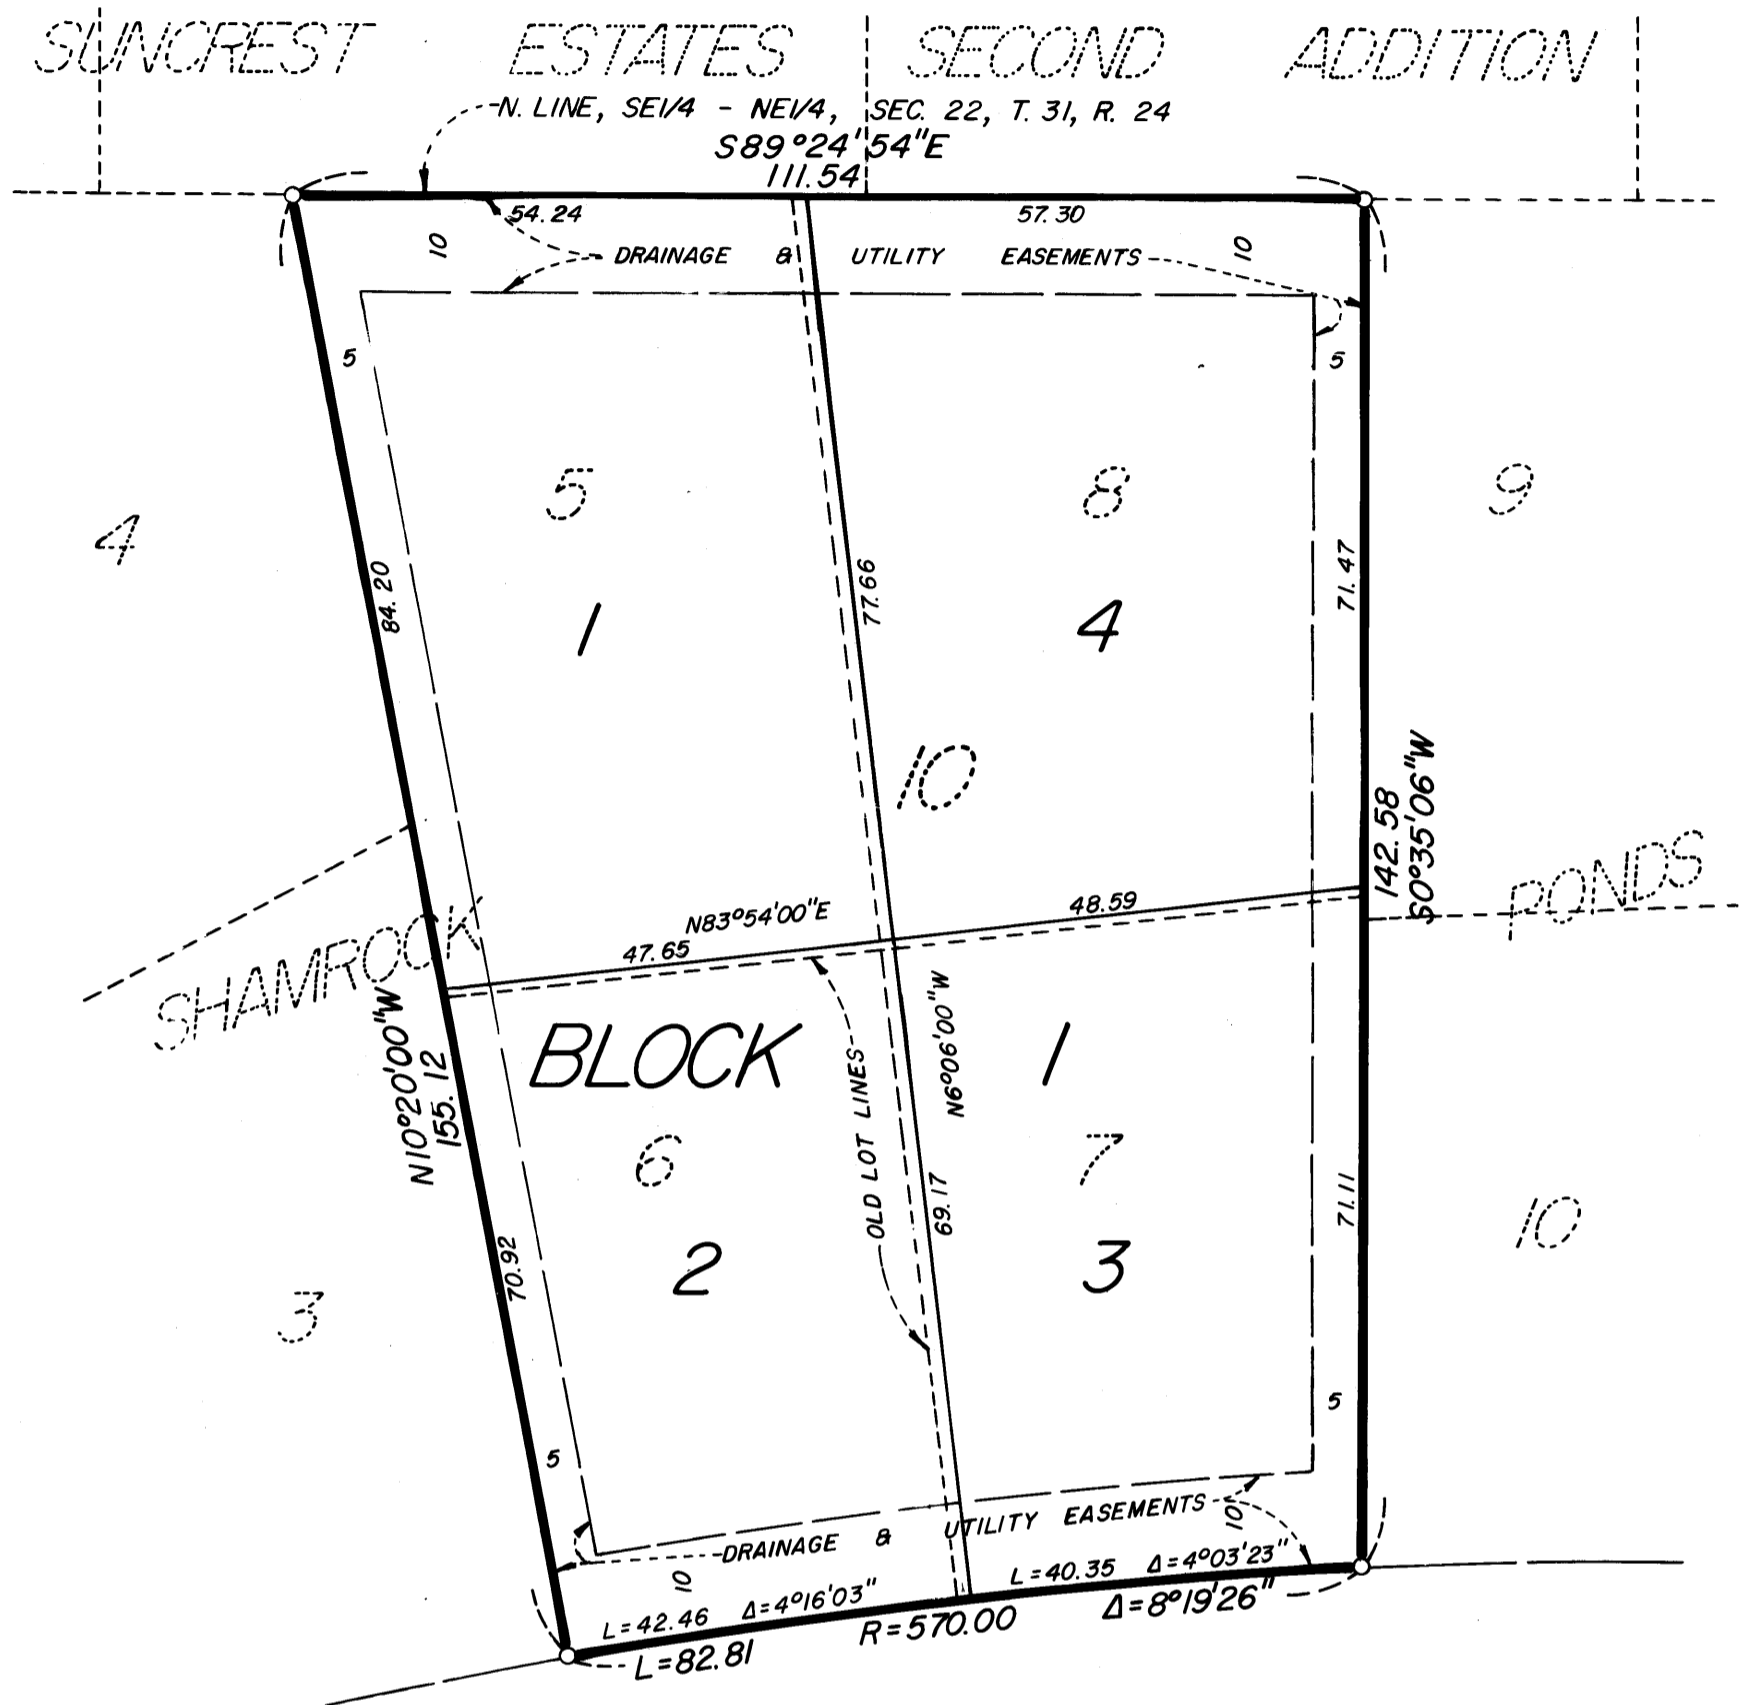 SUNCREST ESTATES SECOND ADDITION
N. LINE, SE1/4 - NE1/4, SEC. 22, T. 31, R. 24
S89°24'54"E
111.54
54.24
57.30
10
10
DRAINAGE & UTILITY EASEMENTS
5
5
5
8
9
4
84.20
77.66
71.47
1
4
10
142.58
S0°35'06"W
SHAMROCK
PONDS
N83°54'00"E
47.65
48.59
N10°20'00"W
155.12
BLOCK 1
N6°06'00"W
OLD LOT LINES
6
7
69.17
71.11
10
70.92
2
3
3
5
5
DRAINAGE & UTILITY EASEMENTS
10
10
L=42.46 Δ=4°16'03"
L=40.35 Δ=4°03'23"
L=82.81
R=570.00
Δ=8°19'26"